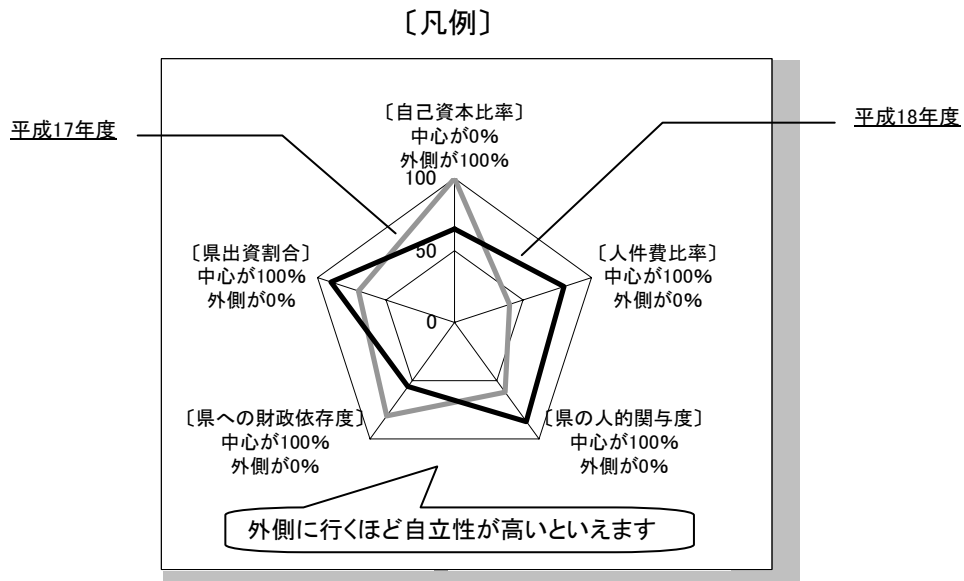 〔凡例〕
平成17年度
平成18年度
〔自己資本比率〕
中心が0%
外側が100%
100
50
0
〔県出資割合〕
中心が100%
外側が0%
〔人件費比率〕
中心が100%
外側が0%
〔県への財政依存度〕
中心が100%
外側が0%
〔県の人的関与度〕
中心が100%
外側が0%
外側に行くほど自立性が高いといえます